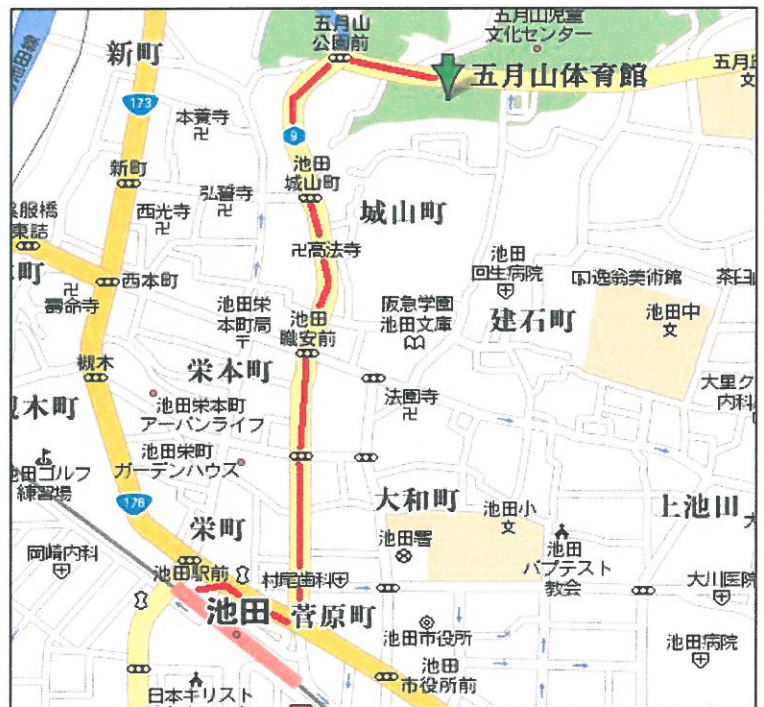 五月山
公園前
五月山児童
文化センター
新町
五月山体育館
173
本養寺
9
池田
城山町
新町
弘誓寺
西光寺
城山町
東詰
高法寺
池田
回生病院
逸翁美術館
西本町
壽命寺
池田栄
本町局
池田
職安前
阪急学園
池田文庫
建石町
池田中
文
槻木
栄本町
法園寺
池田栄本町
アーバンライフ
池田栄町
ガーデンハウス
池田ゴルフ
練習場
176
大和町
池田小
文
上池田
栄町
池田署
池田
バプテスト
教会
岡崎内科
池田駅前
村尾歯科
大川医院
池田
菅原町
池田市役所
池田病院
池田
市役所前
日本キリスト